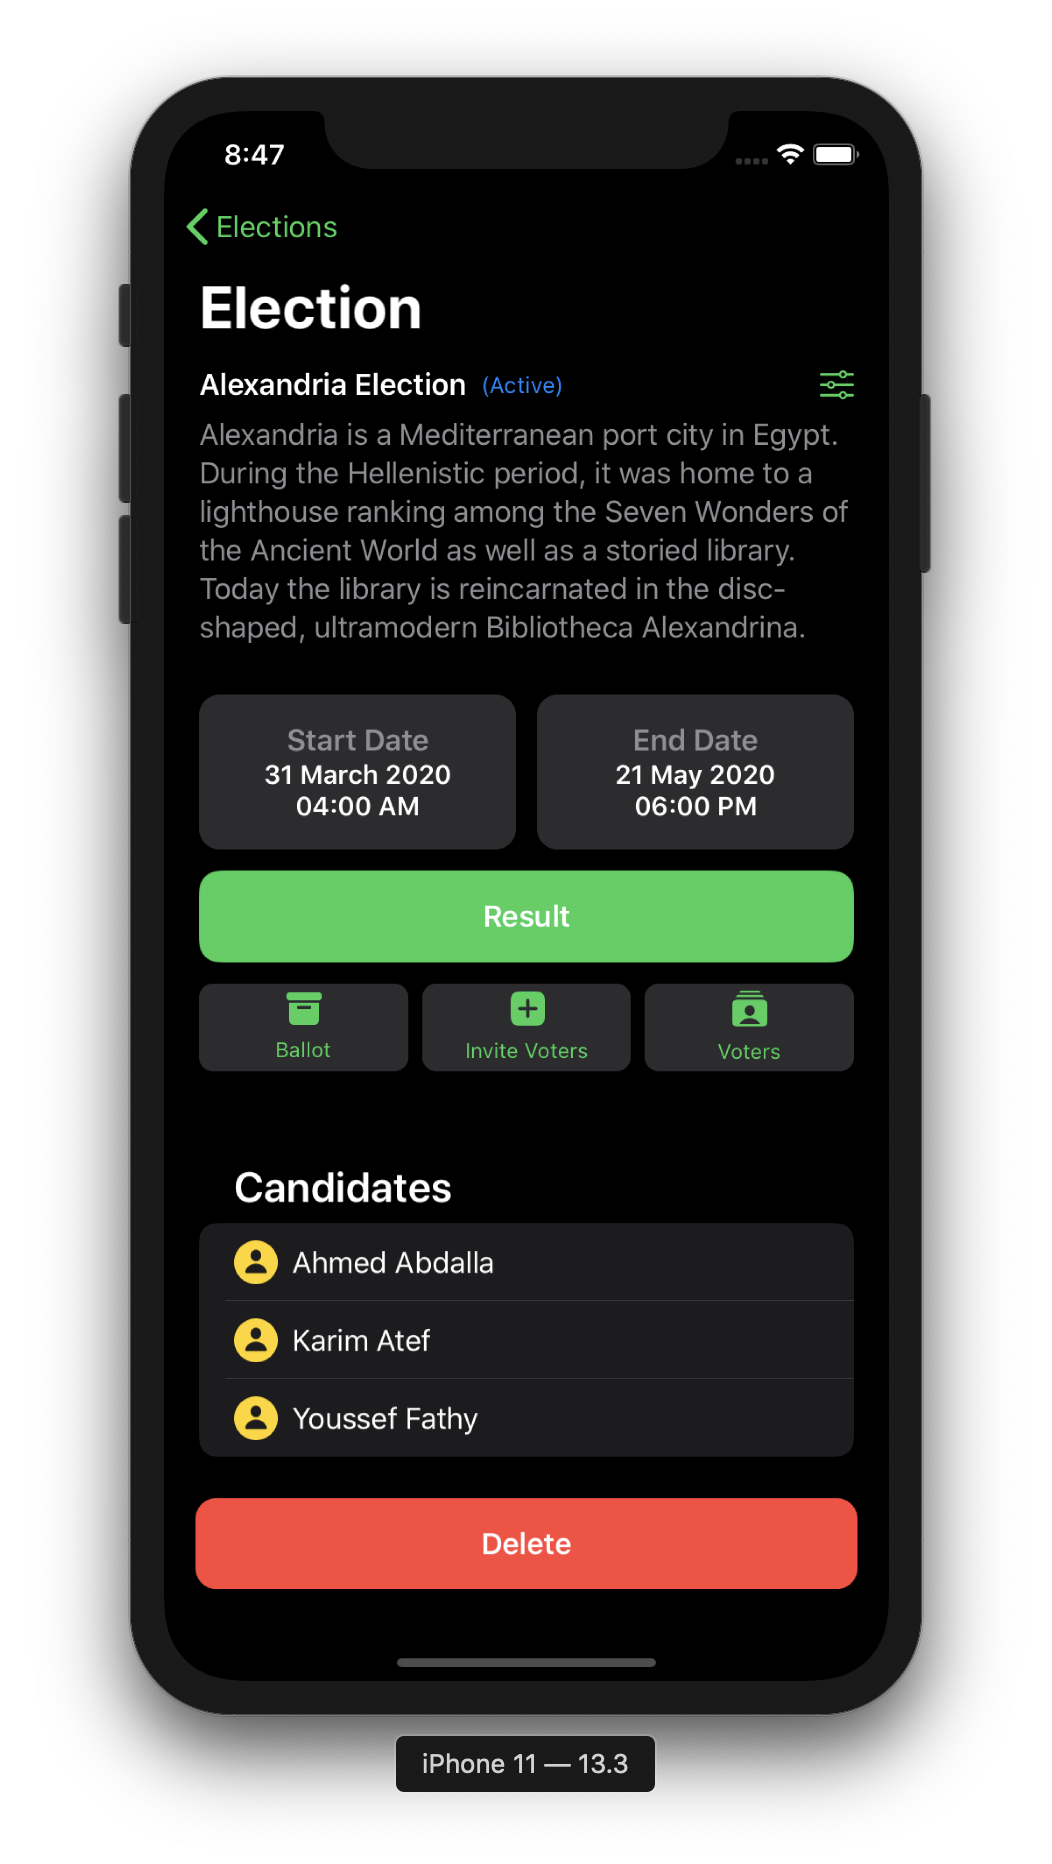 8:47
Elections
Election
Alexandria Election (Active)
Alexandria is a Mediterranean port city in Egypt.
During the Hellenistic period, it was home to a
lighthouse ranking among the Seven Wonders of
the Ancient World as well as a storied library.
Today the library is reincarnated in the disc-
shaped, ultramodern Bibliotheca Alexandrina.
Start Date
31 March 2020
04:00 AM
End Date
21 May 2020
06:00 PM
Result
Ballot
Invite Voters
Voters
Candidates
Ahmed Abdalla
Karim Atef
Youssef Fathy
Delete
iPhone 11 — 13.3